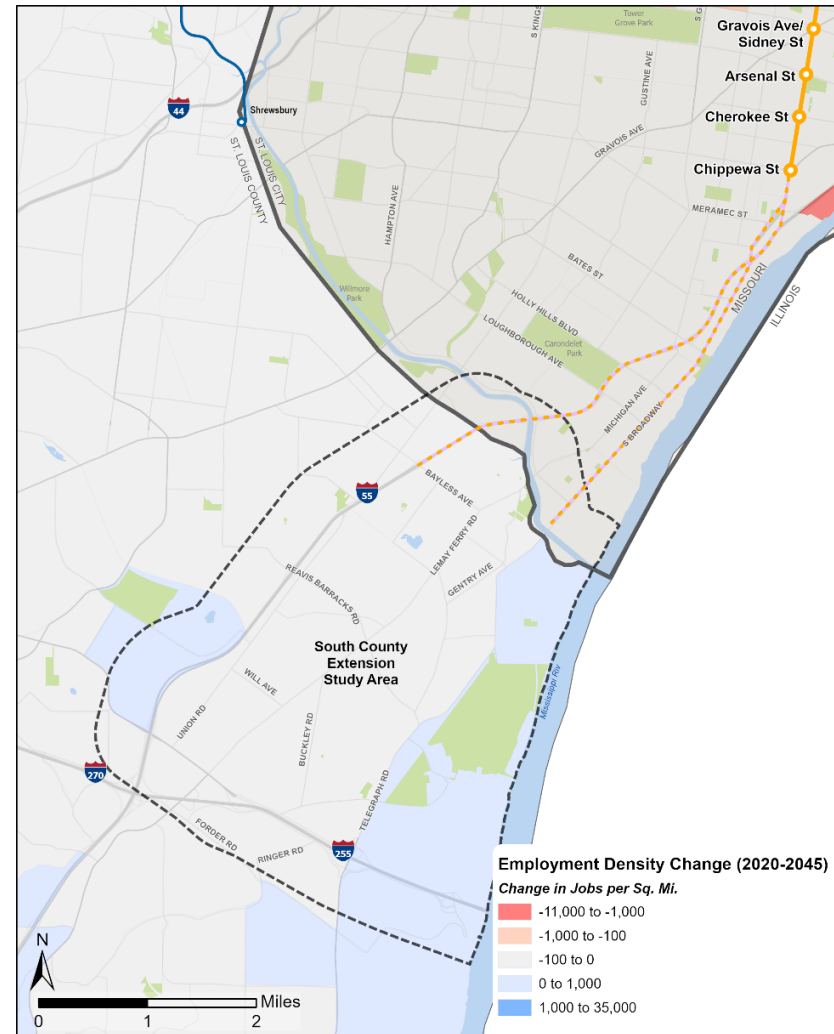 Tower
Grove Park
S KINGS
S G
Gravois Ave/
Sidney St
GUSTINE AVE
Arsenal St
44
Shrewsbury
Cherokee St
GRAVOIS AVE
ST. LOUIS CITY
ST. LOUIS COUNTY
Chippewa St
HAMPTON AVE
MERAMEC ST
BATES ST
MISSOURI
ILLINOIS
Willmore
Park
HOLLY HILLS BLVD
LOUGHBOROUGH AVE
Carondelet
Park
MICHIGAN AVE
S BROADWAY
BAYLESS AVE
55
LEMAY FERRY RD
REAVIS BARRACKS RD
GENTRY AVE
South County
Extension
Study Area
WILL AVE
Mississippi Riv
UNION RD
BUCKLEY RD
270
TELEGRAPH RD
FORDER RD
RINGER RD
255
Employment Density Change (2020-2045)
Change in Jobs per Sq. Mi.
-11,000 to -1,000
-1,000 to -100
-100 to 0
0 to 1,000
1,000 to 35,000
N
Miles
0 1 2